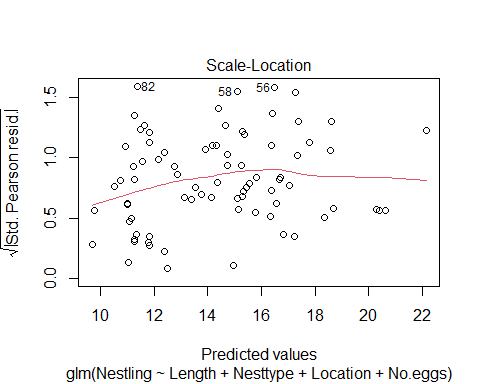 Scale-Location
√|Std. Pearson resid.|
0.0 0.5 1.0 1.5
82
58
56
10 12 14 16 18 20 22
Predicted values
glm(Nestling ~ Length + Nesttype + Location + No.eggs)